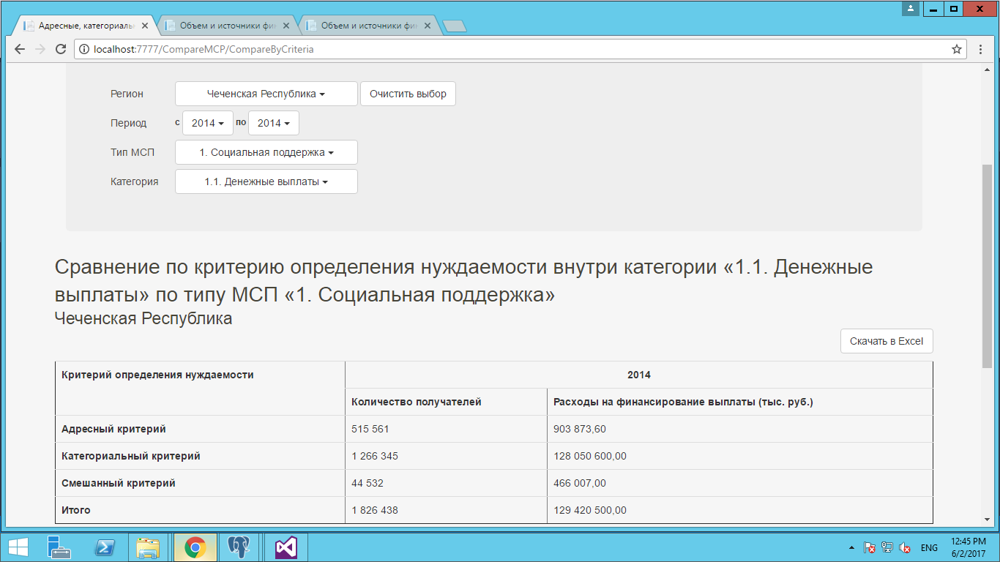 Адресные, категориаль
Объем и источники фин
Объем и источники фин
localhost:7777/CompareMCP/CompareByCriteria
Регион Чеченская Республика Очистить выбор
Период с 2014 по 2014
Тип МСП 1. Социальная поддержка
Категория 1.1. Денежные выплаты
Сравнение по критерию определения нуждаемости внутри категории «1.1. Денежные
выплаты» по типу МСП «1. Социальная поддержка»
Чеченская Республика
Скачать в Excel
Критерий определения нуждаемости 2014
Количество получателей Расходы на финансирование выплаты (тыс. руб.)
Адресный критерий 515 561 903 873,60
Категориальный критерий 1 266 345 128 050 600,00
Смешанный критерий 44 532 466 007,00
Итого 1 826 438 129 420 500,00
ENG 12:45 PM
6/2/2017